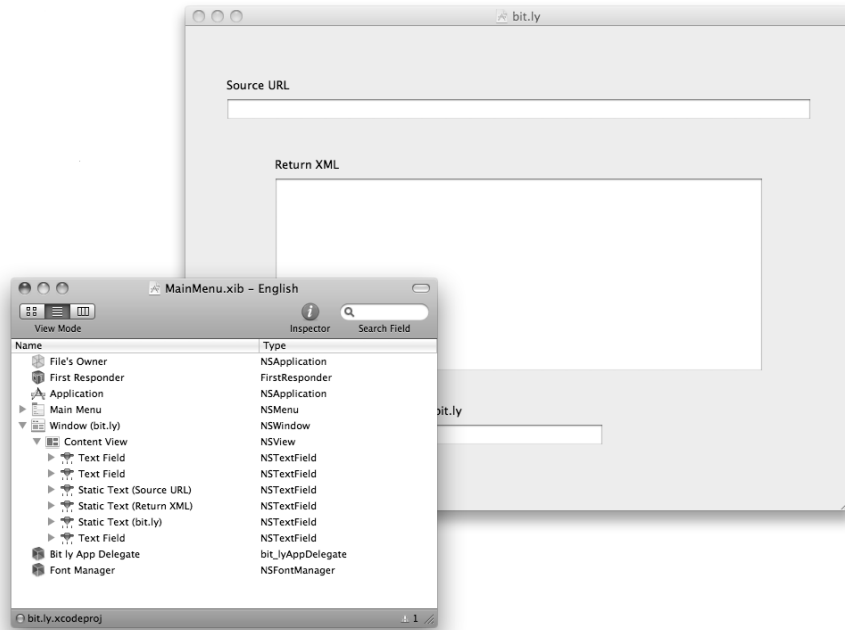 bit.ly
Source URL
Return XML
bit.ly
MainMenu.xib – English
View Mode Inspector Search Field
Name Type
File's Owner NSApplication
First Responder FirstResponder
Application NSApplication
Main Menu NSMenu
Window (bit.ly) NSWindow
Content View NSView
Text Field NSTextField
Text Field NSTextField
Static Text (Source URL) NSTextField
Static Text (Return XML) NSTextField
Static Text (bit.ly) NSTextField
Text Field NSTextField
Bit ly App Delegate bit_lyAppDelegate
Font Manager NSFontManager
bit.ly.xcodeproj 1